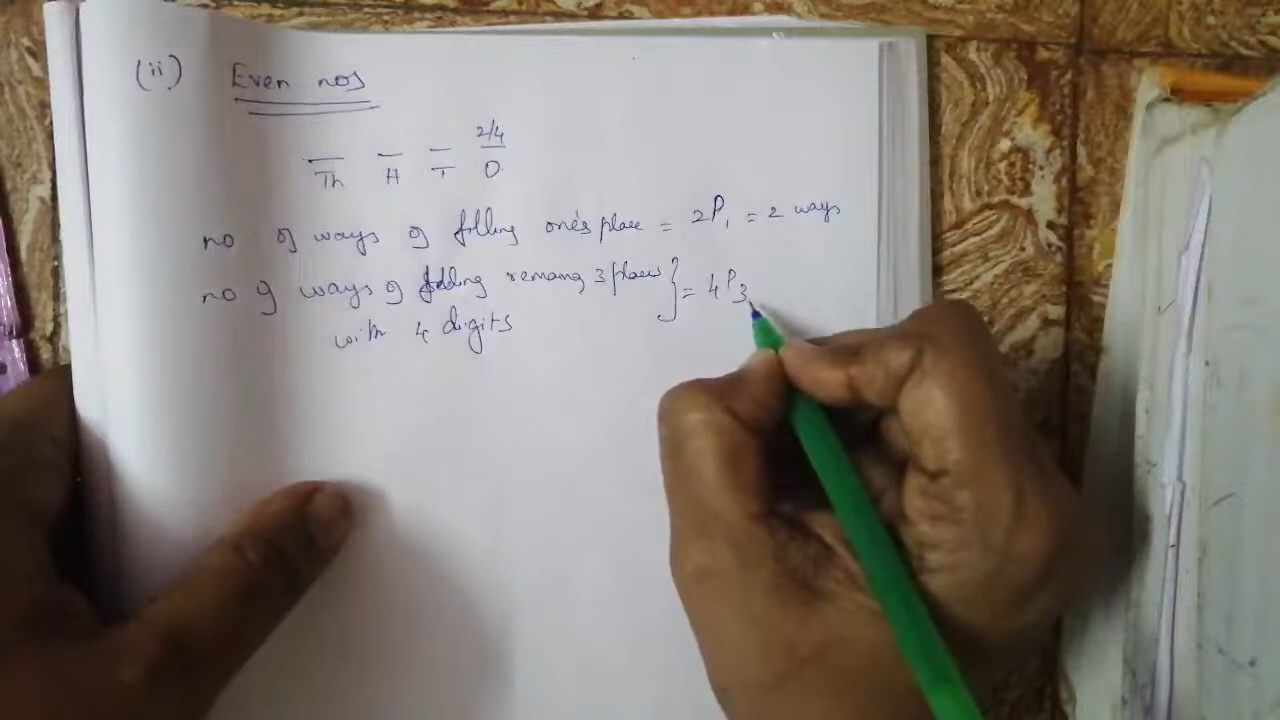 (ii) Even nos
2/4
Th H T O
no of ways of filling one's place = 2P1 = 2 ways
no of ways of filling remaing 3 places } = 4P3
with 4 digits